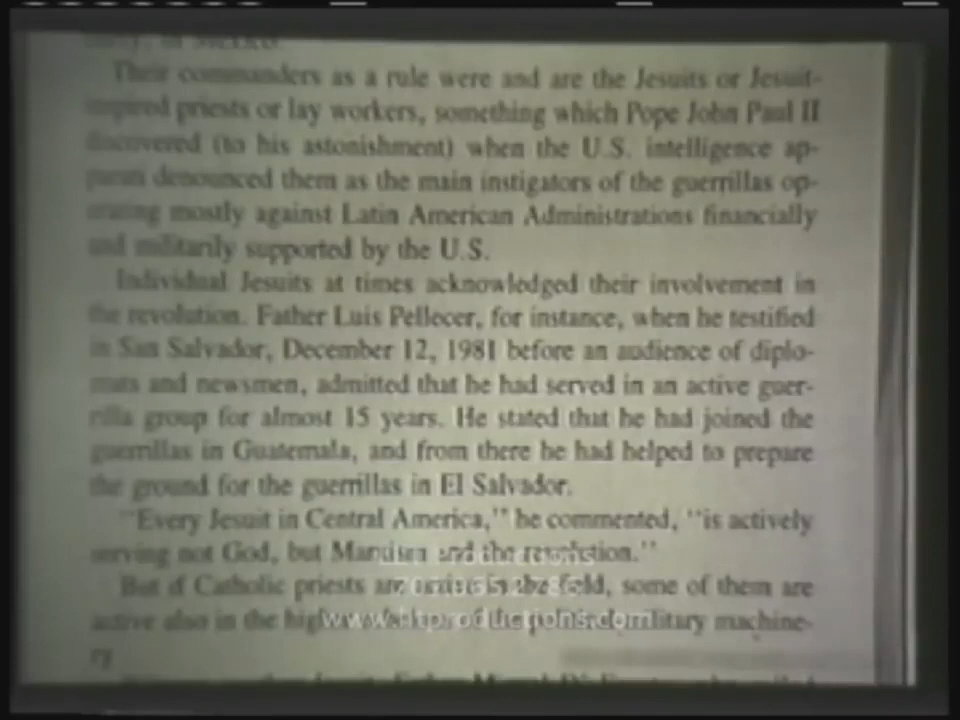 Their commanders as a rule were and are the Jesuits or Jesuit-
inspired priests or lay workers, something which Pope John Paul II
discovered (to his astonishment) when the U.S. intelligence ap-
denounced them as the main instigators of the guerrillas op-
erating mostly against Latin American Administrations financially
and militarily supported by the U.S.
Individual Jesuits at times acknowledged their involvement in
the revolution. Father Luis Pellecer, for instance, when he testified
in San Salvador, December 12, 1981 before an audience of diplo-
mats and newsmen, admitted that he had served in an active guer-
rilla group for almost 15 years. He stated that he had joined the
guerrillas in Guatemala, and from there he had helped to prepare
the ground for the guerrillas in El Salvador.
"Every Jesuit in Central America," he commented, "is actively
serving not God, but Marxism and the revolution."
But if Catholic priests are active in the field, some of them are
active also in the military machine-
ry